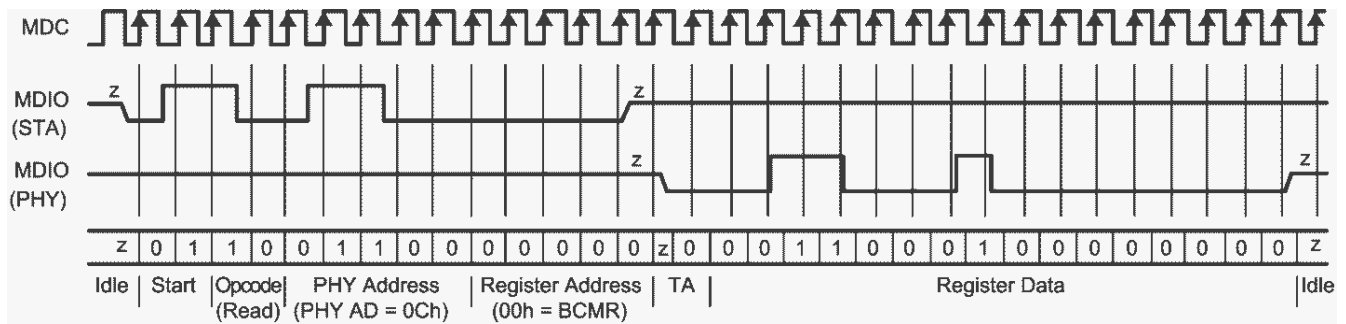 MDC
z z
MDIO
(STA)
MDIO z z
(PHY)
z 0 1 1 0 0 1 1 0 0 0 0 0 0 0 z 0 0 0 1 1 0 0 0 1 0 0 0 0 0 0 0 0 z
Idle Start Opcode PHY Address Register Address TA Register Data Idle
(Read) (PHY AD = 0Ch) (00h = BCMR)